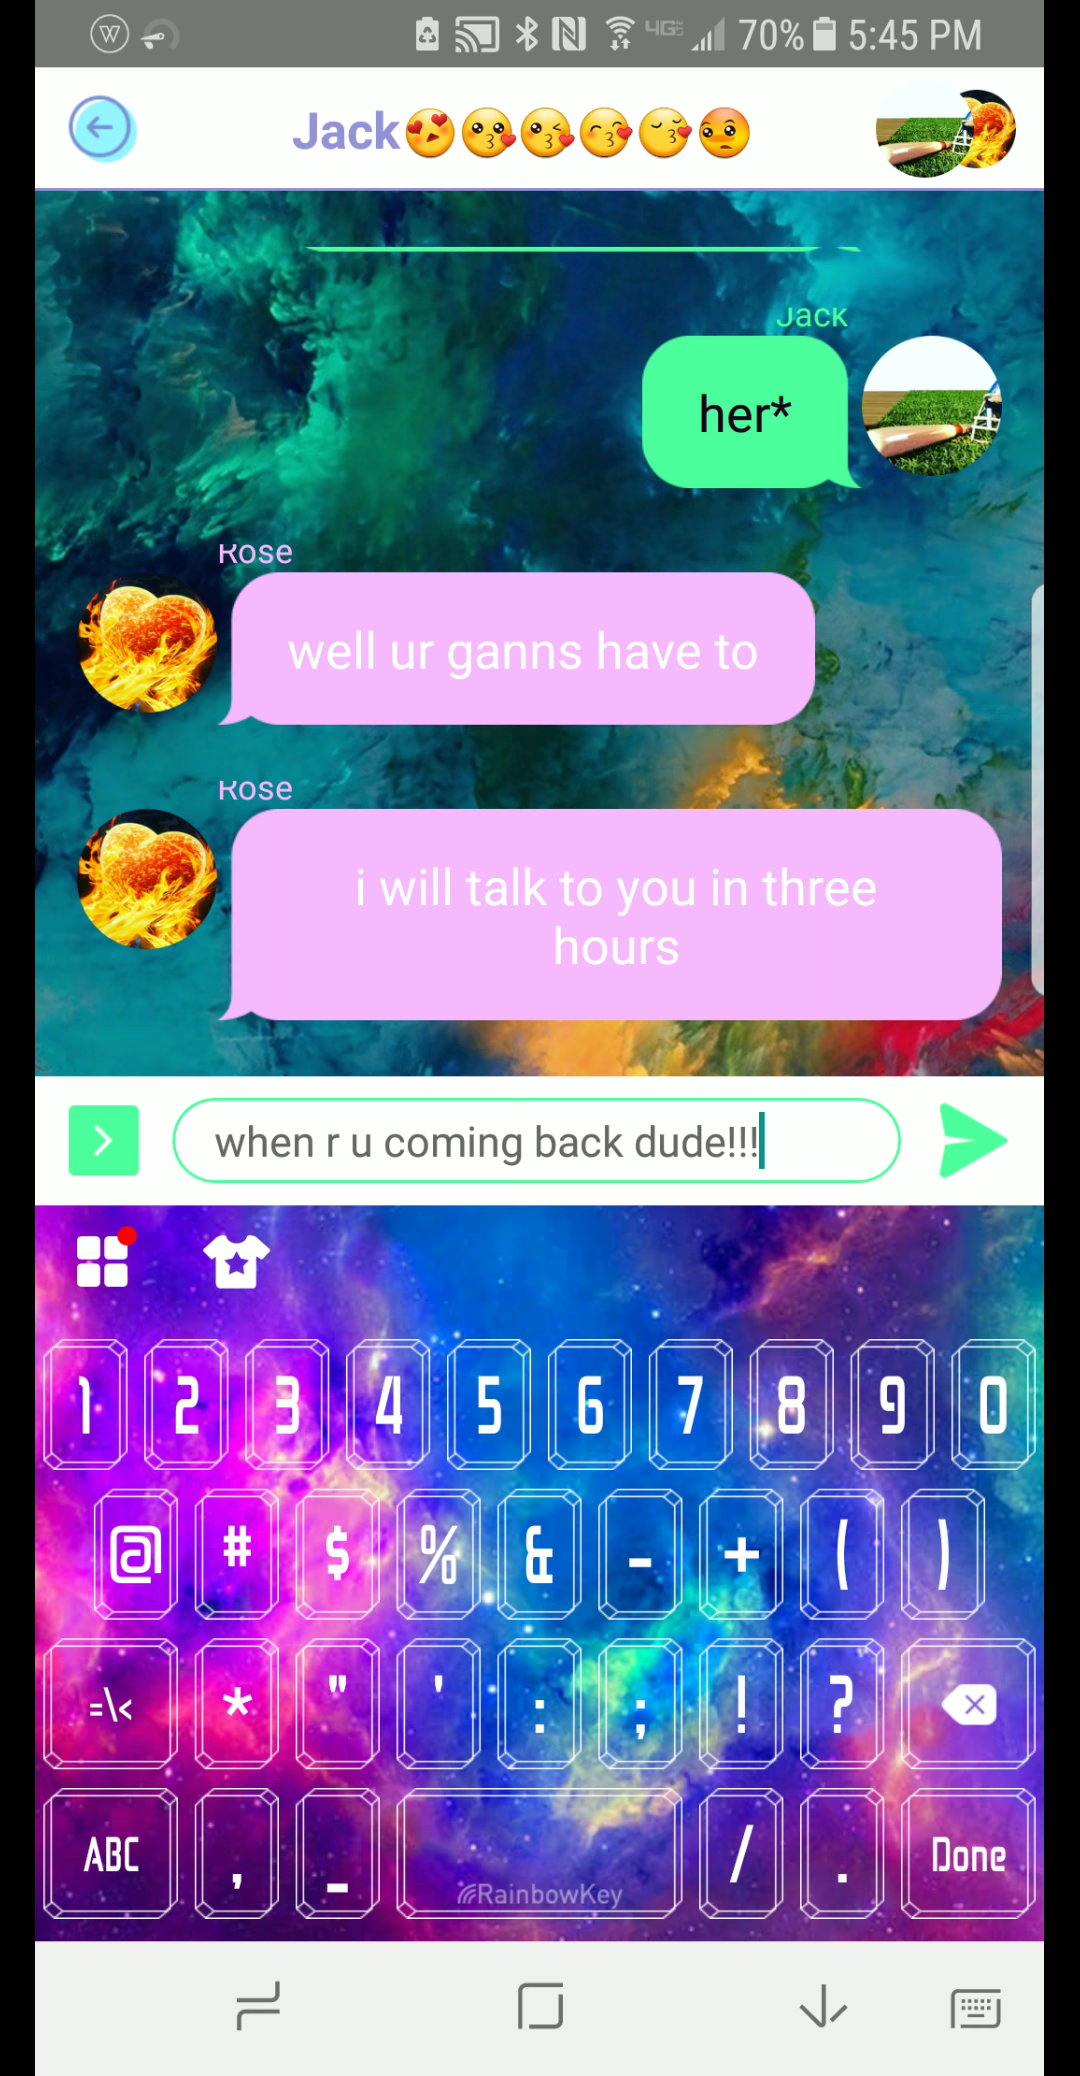 W 4GE 70% 5:45 PM
Jack😍🥺😘😙😚🥺
Jack
her*
Rose
well ur ganns have to
Rose
i will talk to you in three
hours
when r u coming back dude!!!
1 2 3 4 5 6 7 8 9 0
@ # $ % & - + ( )
=\< * " ' : ; ! ?
ABC , _ RainbowKey / . Done